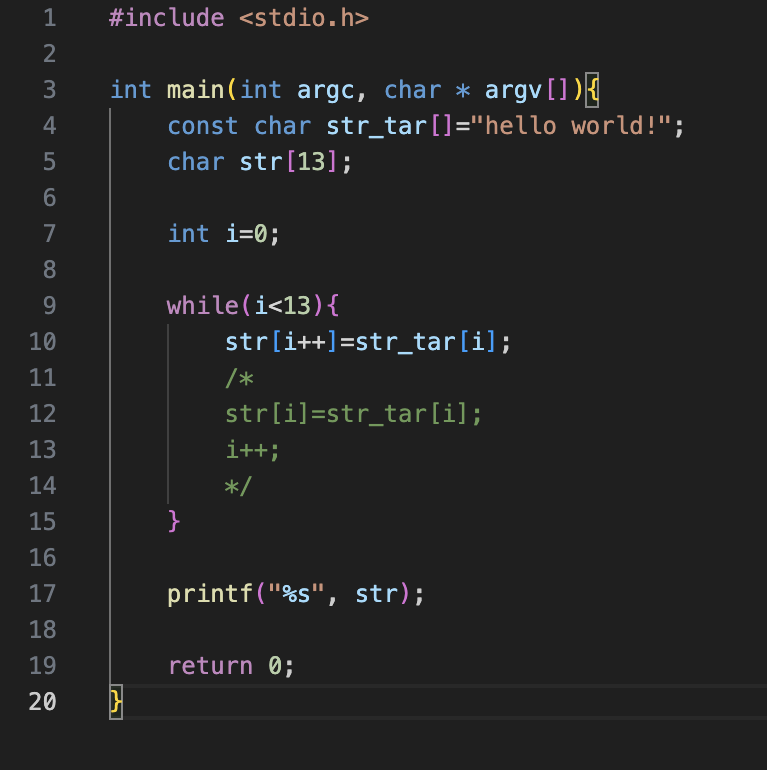 1 #include <stdio.h>
2
3 int main(int argc, char * argv[]){
4     const char str_tar[]="hello world!";
5     char str[13];
6
7     int i=0;
8
9     while(i<13){
10         str[i++]=str_tar[i];
11         /*
12         str[i]=str_tar[i];
13         i++;
14         */
15     }
16
17     printf("%s", str);
18
19     return 0;
20 }